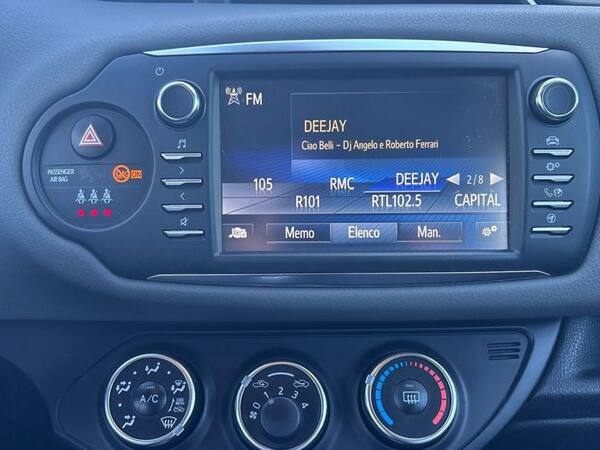 FM
DEEJAY
Ciao Belli - Dj Angelo e Roberto Ferrari
105 RMC DEEJAY 2/8
R101 RTL102.5 CAPITAL
Memo Elenco Man.
PASSENGER
AIR BAG
ON
A/C
0 1 2 3 4